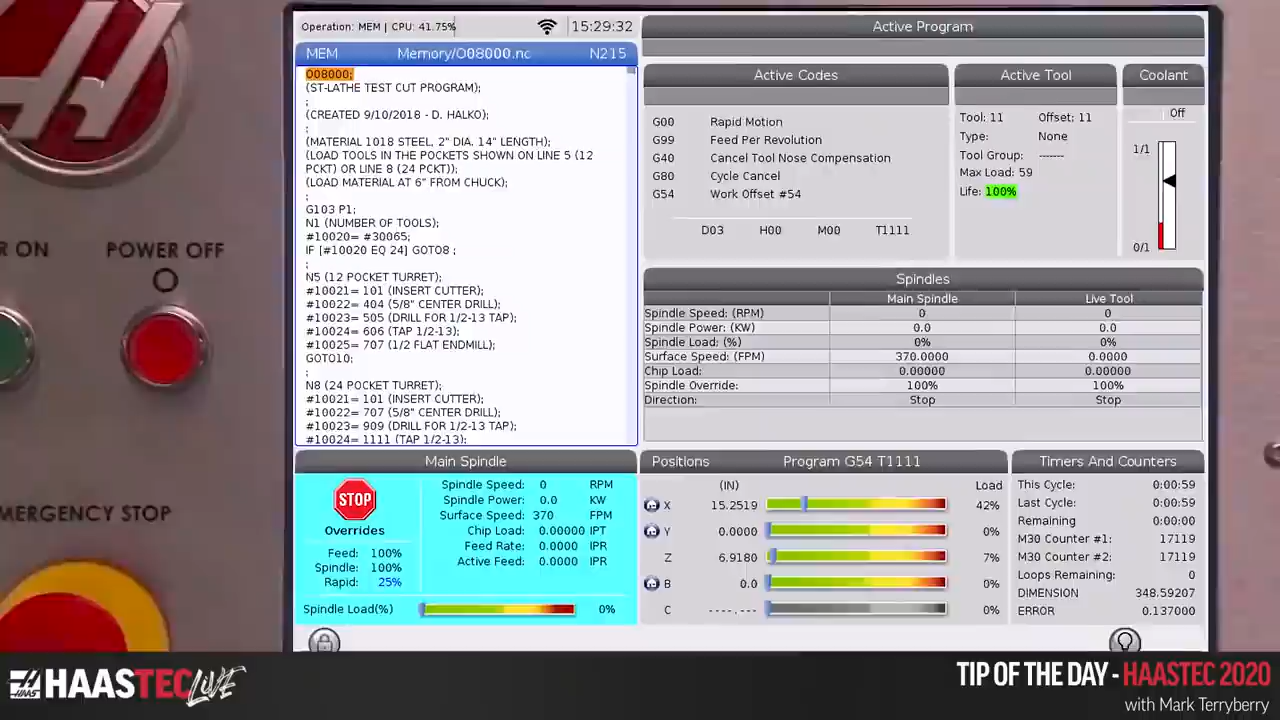 Operation: MEM | CPU: 41.75%
15:29:32
MEM Memory/O08000.nc N215
O08000;
(ST-LATHE TEST CUT PROGRAM);
;
(CREATED 9/10/2018 - D. HALKO);
;
(MATERIAL 1018 STEEL, 2" DIA. 14" LENGTH);
(LOAD TOOLS IN THE POCKETS SHOWN ON LINE 5 (12
PCKT) OR LINE 8 (24 PCKT));
(LOAD MATERIAL AT 6" FROM CHUCK);
;
G103 P1;
N1 (NUMBER OF TOOLS);
#10020= #30065;
IF [#10020 EQ 24] GOTO8 ;
;
N5 (12 POCKET TURRET);
#10021= 101 (INSERT CUTTER);
#10022= 404 (5/8" CENTER DRILL);
#10023= 505 (DRILL FOR 1/2-13 TAP);
#10024= 606 (TAP 1/2-13);
#10025= 707 (1/2 FLAT ENDMILL);
GOTO10;
;
N8 (24 POCKET TURRET);
#10021= 101 (INSERT CUTTER);
#10022= 707 (5/8" CENTER DRILL);
#10023= 909 (DRILL FOR 1/2-13 TAP);
#10024= 1111 (TAP 1/2-13);
Active Program
Active Codes
G00 Rapid Motion
G99 Feed Per Revolution
G40 Cancel Tool Nose Compensation
G80 Cycle Cancel
G54 Work Offset #54
D03 H00 M00 T1111
Active Tool
Tool: 11 Offset: 11
Type: None
Tool Group: -------
Max Load: 59
Life: 100%
Coolant
Off
1/1
0/1
Spindles
Main Spindle Live Tool
Spindle Speed: (RPM) 0 0
Spindle Power: (KW) 0.0 0.0
Spindle Load: (%) 0% 0%
Surface Speed: (FPM) 370.0000 0.0000
Chip Load: 0.00000 0.00000
Spindle Override: 100% 100%
Direction: Stop Stop
Main Spindle
STOP
Overrides
Feed: 100%
Spindle: 100%
Rapid: 25%
Spindle Speed: 0 RPM
Spindle Power: 0.0 KW
Surface Speed: 370 FPM
Chip Load: 0.00000 IPT
Feed Rate: 0.0000 IPR
Active Feed: 0.0000 IPR
Spindle Load(%) 0%
Positions Program G54 T1111
(IN) Load
X 15.2519 42%
Y 0.0000 0%
Z 6.9180 7%
B 0.0 0%
C ----.--- 0%
Timers And Counters
This Cycle: 0:00:59
Last Cycle: 0:00:59
Remaining 0:00:00
M30 Counter #1: 17119
M30 Counter #2: 17119
Loops Remaining: 0
DIMENSION 348.59207
ERROR 0.137000
R ON
POWER OFF
MERGENCY STOP
HAAS HAASTEC LIVE
TIP OF THE DAY - HAASTEC 2020
with Mark Terryberry